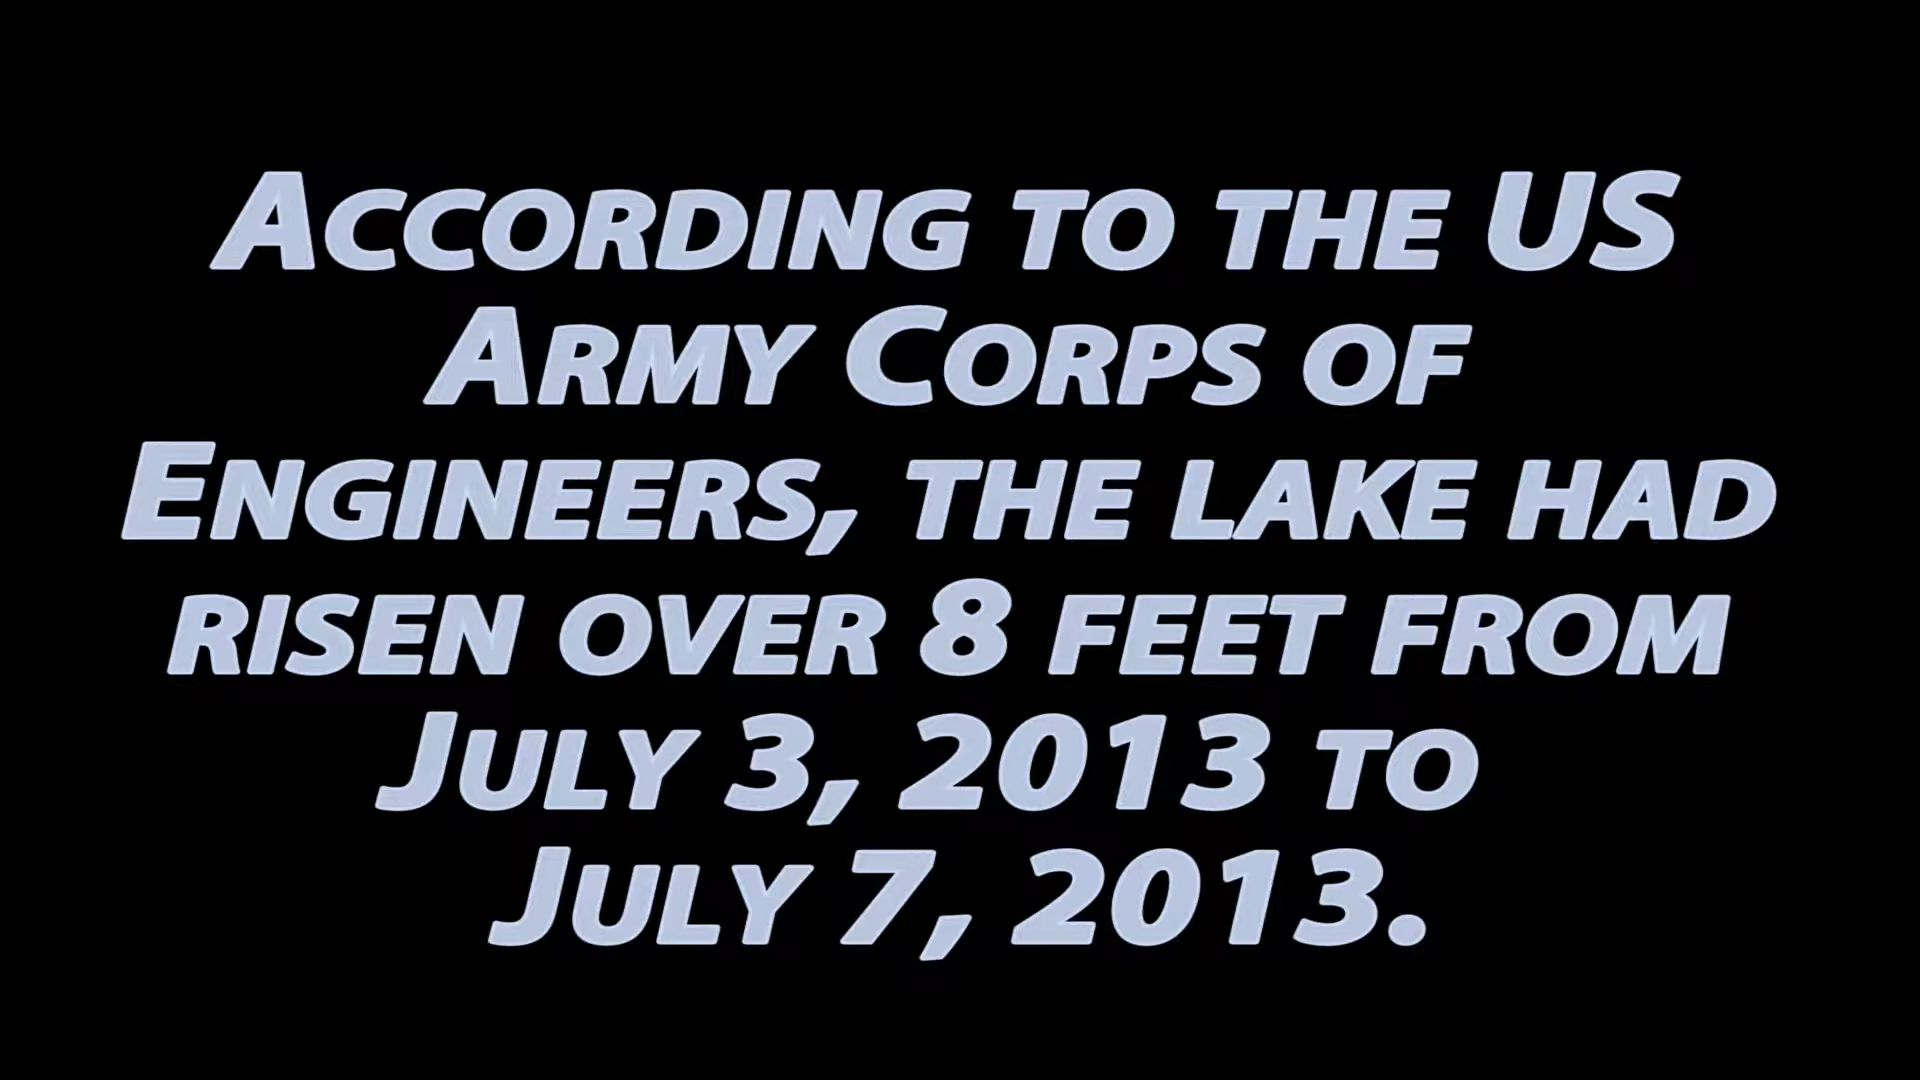 According to the US
Army Corps of
Engineers, the lake had
risen over 8 feet from
July 3, 2013 to
July 7, 2013.